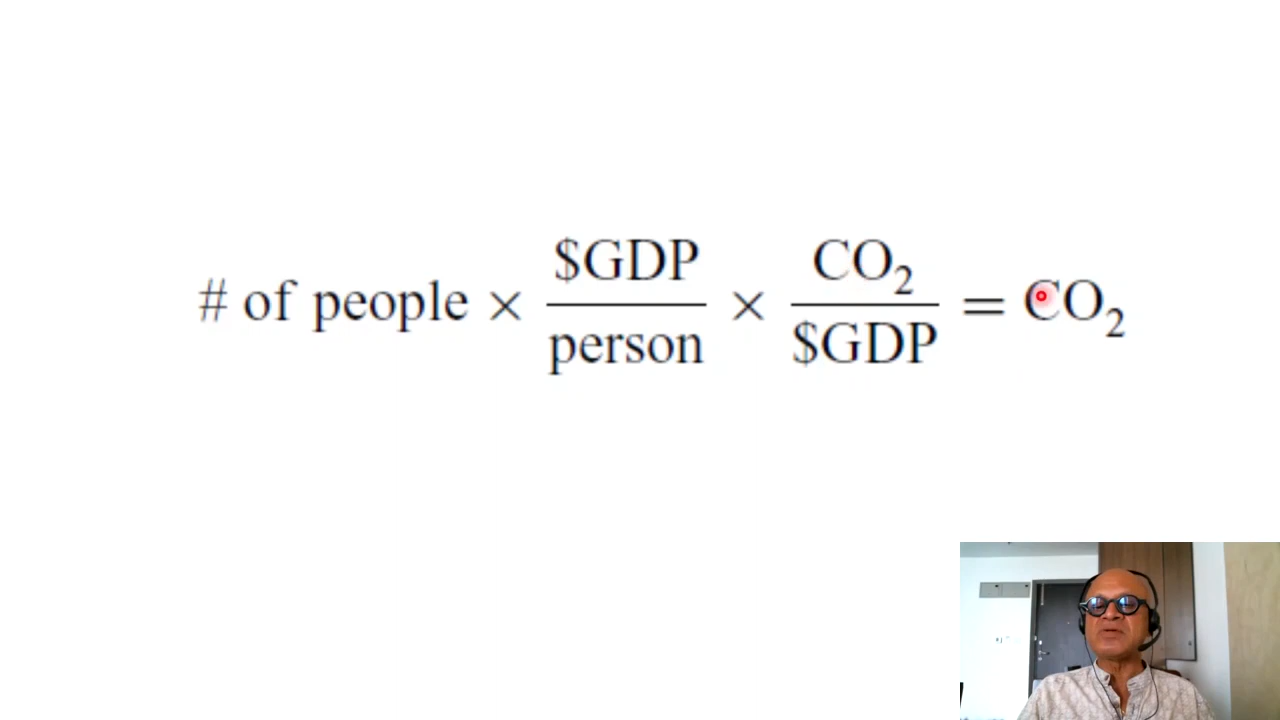 # of people × $GDP/person × CO₂/$GDP = CO₂